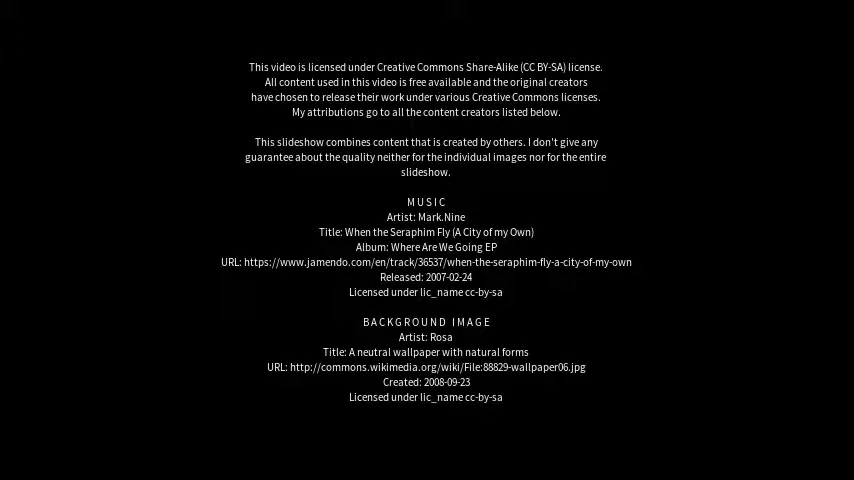 This video is licensed under Creative Commons Share-Alike (CC BY-SA) license.
All content used in this video is free available and the original creators
have chosen to release their work under various Creative Commons licenses.
My attributions go to all the content creators listed below.
This slideshow combines content that is created by others. I don't give any
guarantee about the quality neither for the individual images nor for the entire
slideshow.
MUSIC
Artist: Mark.Nine
Title: When the Seraphim Fly (A City of my Own)
Album: Where Are We Going EP
URL: https://www.jamendo.com/en/track/36537/when-the-seraphim-fly-a-city-of-my-own
Released: 2007-02-24
Licensed under lic_name cc-by-sa
BACKGROUND IMAGE
Artist: Rosa
Title: A neutral wallpaper with natural forms
URL: http://commons.wikimedia.org/wiki/File:88829-wallpaper06.jpg
Created: 2008-09-23
Licensed under lic_name cc-by-sa